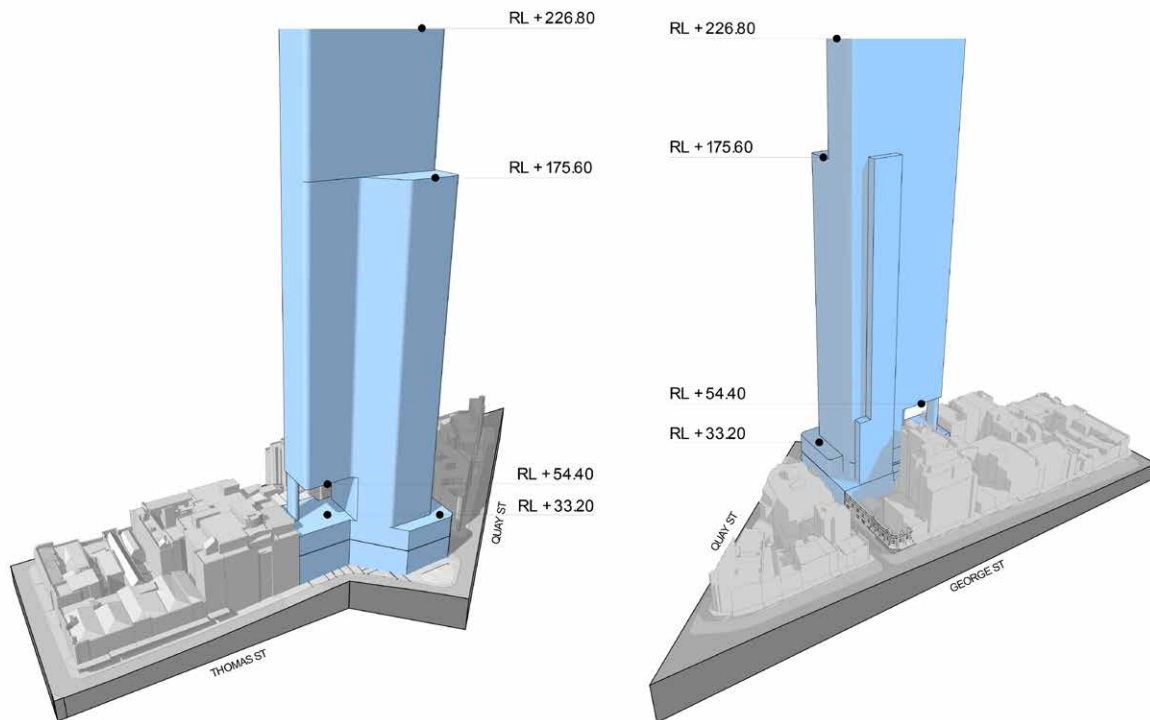 RL + 226.80
RL + 175.60
RL + 54.40
RL + 33.20
QUAY ST
THOMAS ST
RL + 226.80
RL + 175.60
RL + 54.40
RL + 33.20
QUAY ST
GEORGE ST